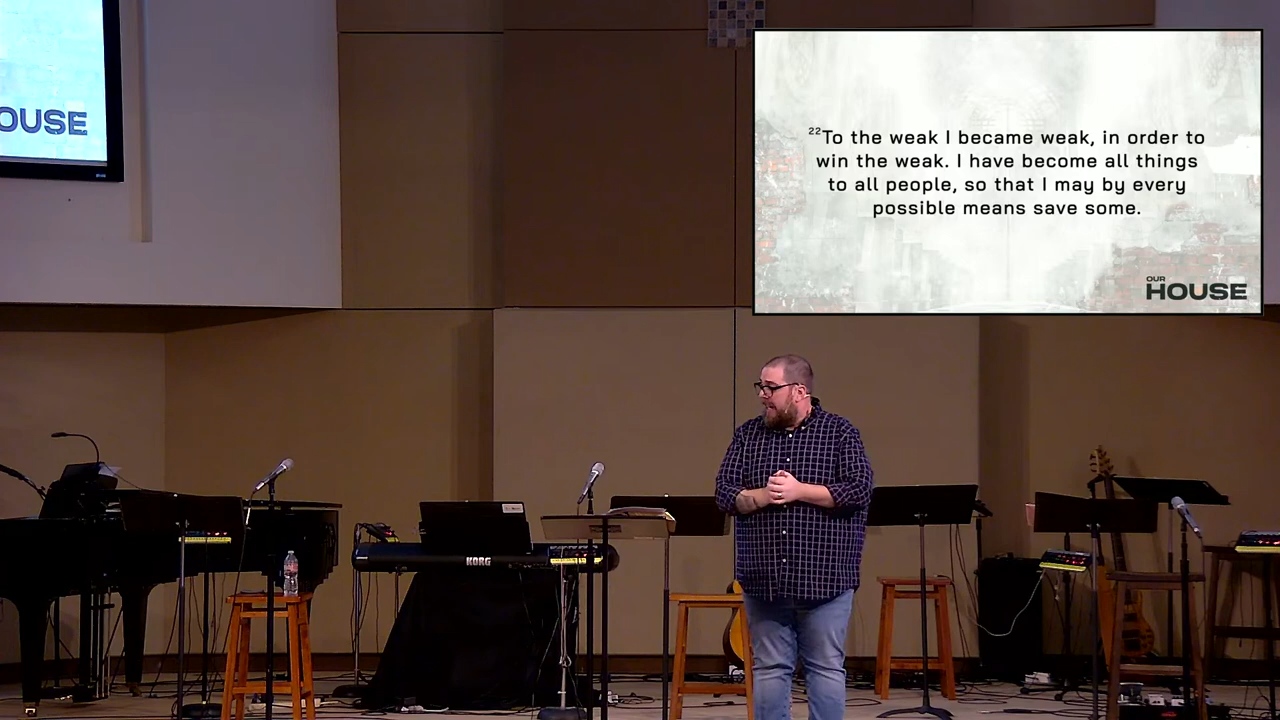 OUSE
²²To the weak I became weak, in order to
win the weak. I have become all things
to all people, so that I may by every
possible means save some.
OUR
HOUSE
KORG